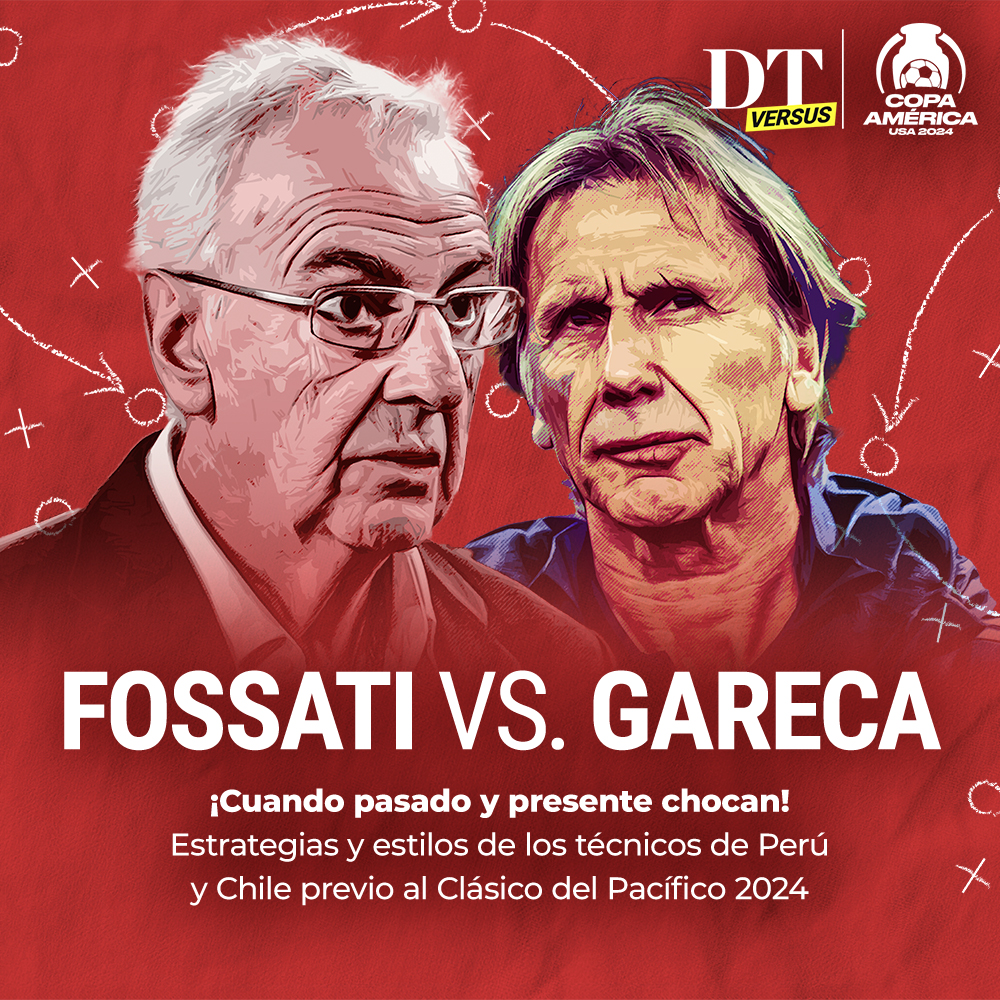 DT
VERSUS
COPA
AMÉRICA
USA 2024
FOSSATI VS. GARECA
¡Cuando pasado y presente chocan!
Estrategias y estilos de los técnicos de Perú
y Chile previo al Clásico del Pacífico 2024